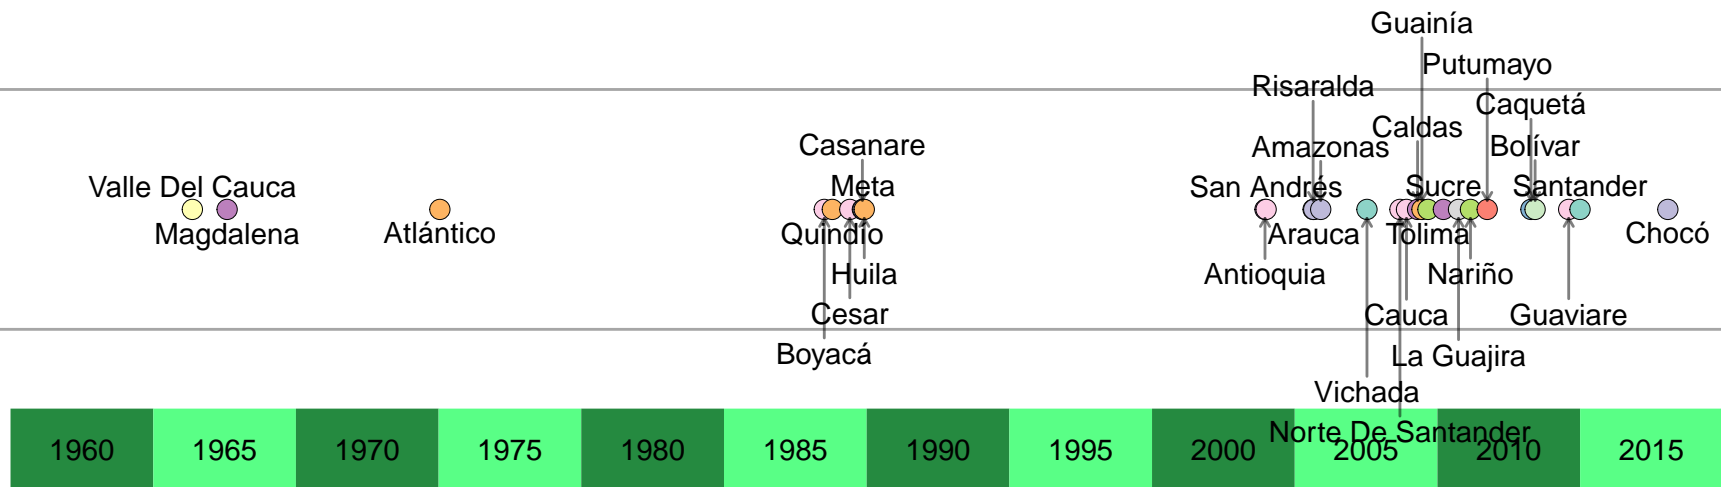 Guainía
Putumayo
Risaralda
Caquetá
Caldas
Casanare
Amazonas
Bolívar
Valle Del Cauca
Meta
San Andrés
Sucre
Santander
Magdalena
Atlántico
Quindío
Arauca
Tolima
Chocó
Huila
Antioquia
Nariño
Cesar
Cauca
Guaviare
Boyacá
La Guajira
Vichada
Norte De Santander
1960 1965 1970 1975 1980 1985 1990 1995 2000 2005 2010 2015